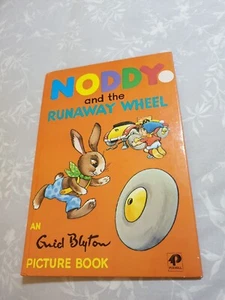 NODDY
and the
RUNAWAY WHEEL
AN
Enid Blyton
PICTURE BOOK